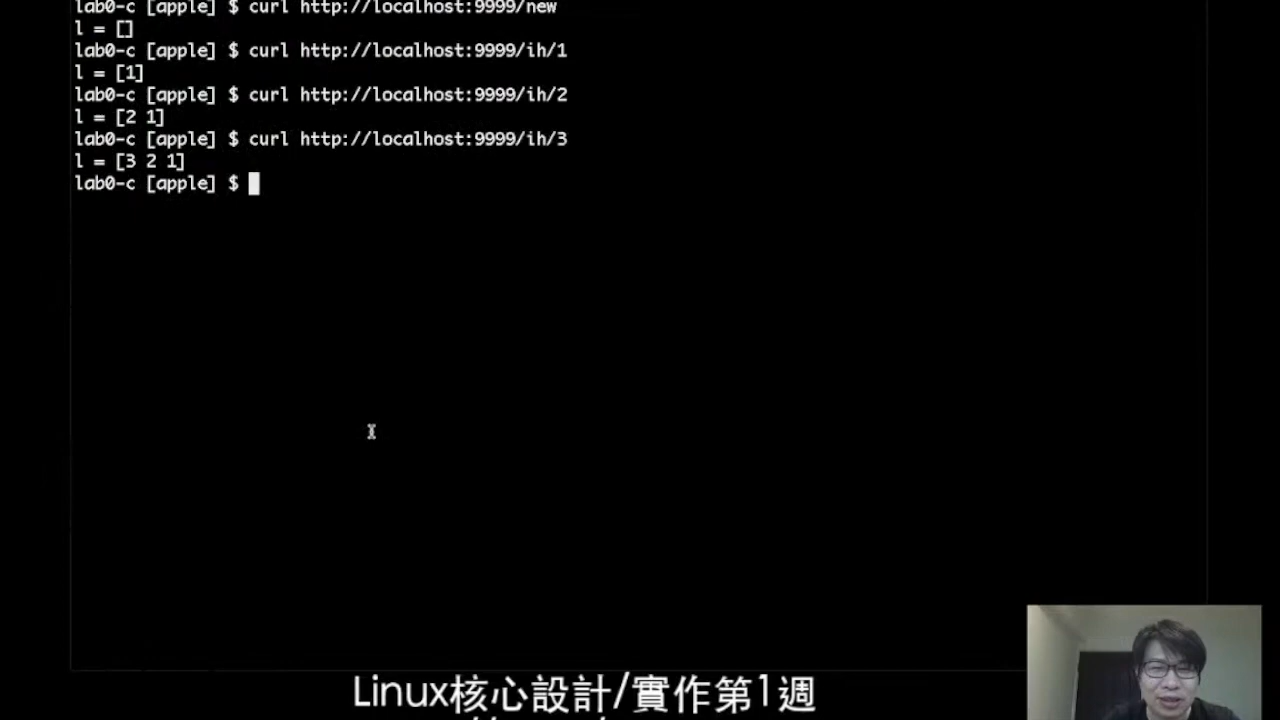 lab0-c [apple] $ curl http://localhost:9999/new
l = []
lab0-c [apple] $ curl http://localhost:9999/ih/1
l = [1]
lab0-c [apple] $ curl http://localhost:9999/ih/2
l = [2 1]
lab0-c [apple] $ curl http://localhost:9999/ih/3
l = [3 2 1]
lab0-c [apple] $
Linux核心設計/實作第1週